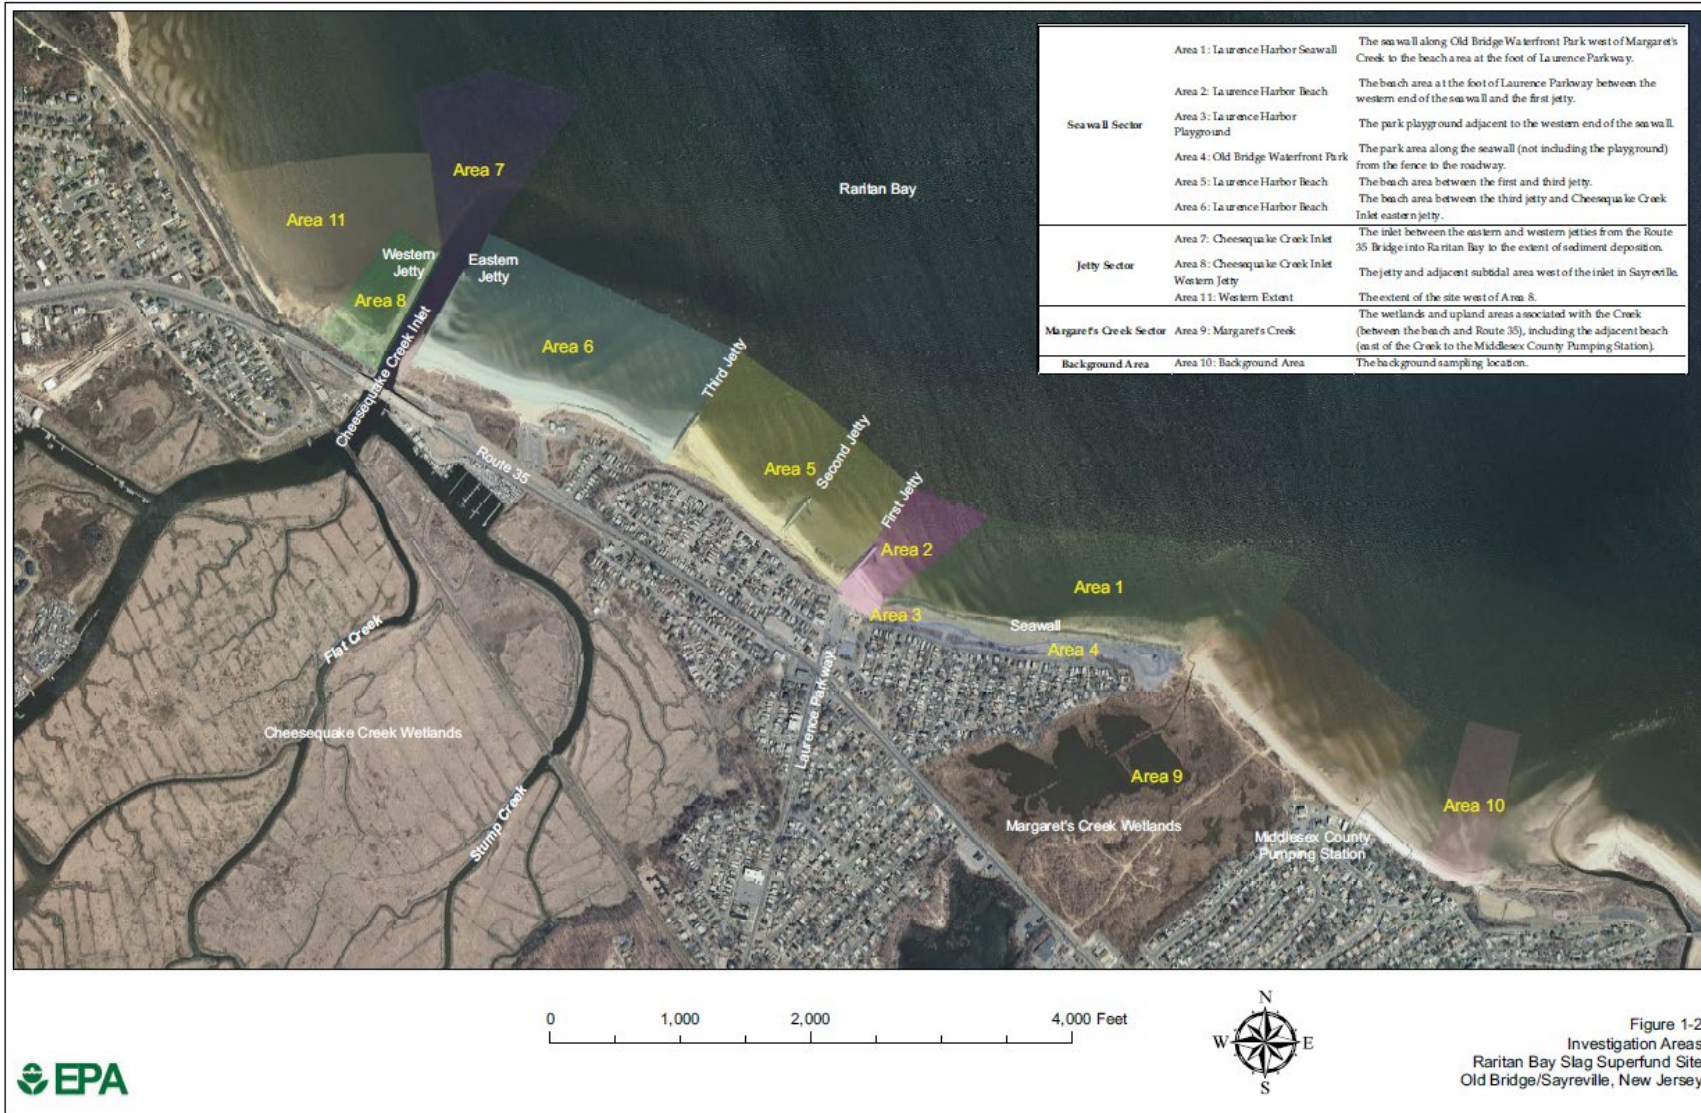 Area 1: Laurence Harbor Seawall
The seawall along Old Bridge Waterfront Park west of Margaret's
Creek to the beach area at the foot of Laurence Parkway.
Area 2: Laurence Harbor Beach
The beach area at the foot of Laurence Parkway between the
western end of the seawall and the first jetty.
Seawall Sector
Area 3: Laurence Harbor
Playground
The park playground adjacent to the western end of the seawall.
Area 4: Old Bridge Waterfront Park
The park area along the seawall (not including the playground)
from the fence to the roadway.
Area 5: Laurence Harbor Beach
The beach area between the first and third jetty.
Area 6: Laurence Harbor Beach
The beach area between the third jetty and Cheesequake Creek
Inlet eastern jetty.
Jetty Sector
Area 7: Cheesequake Creek Inlet
The inlet between the eastern and western jetties from the Route
35 Bridge into Raritan Bay to the extent of sediment deposition.
Area 8: Cheesequake Creek Inlet
Western Jetty
The jetty and adjacent subtidal area west of the inlet in Sayreville.
Area 11: Western Extent
The extent of the site west of Area 8.
Margaret's Creek Sector
Area 9: Margaret's Creek
The wetlands and upland areas associated with the Creek
(between the beach and Route 35), including the adjacent beach
(east of the Creek to the Middlesex County Pumping Station).
Background Area
Area 10: Background Area
The background sampling location.
Area 7
Raritan Bay
Area 11
Western
Jetty
Eastern
Jetty
Area 8
Cheesequake Creek Inlet
Area 6
Third Jetty
Route 35
Area 5
Second Jetty
First Jetty
Area 2
Area 1
Area 3
Seawall
Area 4
Flat Creek
Laurence Parkway
Cheesequake Creek Wetlands
Stump Creek
Area 9
Margaret's Creek Wetlands
Area 10
Middlesex County
Pumping Station
0
1,000
2,000
4,000 Feet
N
W
E
S
EPA
Figure 1-2
Investigation Areas
Raritan Bay Slag Superfund Site
Old Bridge/Sayreville, New Jersey